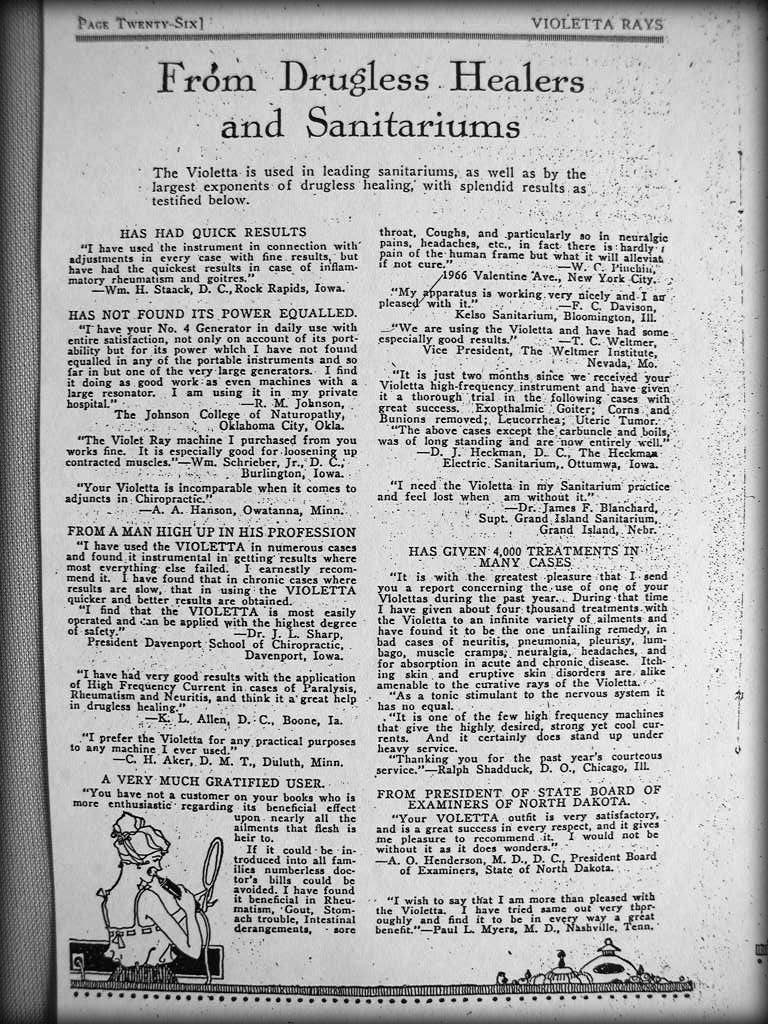 PAGE TWENTY-SIX]
VIOLETTA RAYS
From Drugless Healers
and Sanitariums
The Violetta is used in leading sanitariums, as well as by the
largest exponents of drugless healing, with splendid results as
testified below.
HAS HAD QUICK RESULTS
"I have used the instrument in connection with
adjustments in every case with fine results, but
have had the quickest results in case of inflam-
matory rheumatism and goitres."
—Wm. H. Staack, D. C., Rock Rapids, Iowa.
HAS NOT FOUND ITS POWER EQUALLED.
"I have your No. 4 Generator in daily use with
entire satisfaction, not only on account of its port-
ability but for its power which I have not found
equalled in any of the portable instruments and so
far in but one of the very large generators. I find
it doing as good work as even machines with a
large resonator. I am using it in my private
hospital." —R. M. Johnson,
The Johnson College of Naturopathy,
Oklahoma City, Okla.
"The Violet Ray machine I purchased from you
works fine. It is especially good for loosening up
contracted muscles."—Wm. Schrieber, Jr., D. C.,
Burlington, Iowa.
"Your Violetta is incomparable when it comes to
adjuncts in Chiropractic."
—A. A. Hanson, Owatanna, Minn.
FROM A MAN HIGH UP IN HIS PROFESSION
"I have used the VIOLETTA in numerous cases
and found it instrumental in getting results where
most everything else failed. I earnestly recom-
mend it. I have found that in chronic cases where
results are slow, that in using the VIOLETTA
quicker and better results are obtained.
"I find that the VIOLETTA is most easily
operated and can be applied with the highest degree
of safety." —Dr. J. L. Sharp,
President Davenport School of Chiropractic,
Davenport, Iowa.
"I have had very good results with the application
of High Frequency Current in cases of Paralysis,
Rheumatism and Neuritis, and think it a great help
in drugless healing."
—K. L. Allen, D. C., Boone, Ia.
"I prefer the Violetta for any practical purposes
to any machine I ever used."
—C. H. Aker, D. M. T., Duluth, Minn.
A VERY MUCH GRATIFIED USER.
"You have not a customer on your books who is
more enthusiastic regarding its beneficial effect
upon nearly all the
ailments that flesh is
heir to.
If it could be in-
troduced into all fam-
ilies numberless doc-
tor's bills could be
avoided. I have found
it beneficial in Rheu-
matism, Gout, Stom-
ach trouble, Intestinal
derangements, sore
throat, Coughs, and particularly so in neuralgic
pains, headaches, etc., in fact there is hardly
pain of the human frame but what it will alleviat
if not cure." —W. C. Pinchin,
1966 Valentine Ave., New York City.
"My apparatus is working very nicely and I am
pleased with it." —F. C. Davison,
Kelso Sanitarium, Bloomington, Ill.
"We are using the Violetta and have had some
especially good results." —T. C. Weltmer,
Vice President, The Weltmer Institute,
Nevada, Mo.
"It is just two months since we received your
Violetta high-frequency instrument and have given
it a thorough trial in the following cases with
great success. Exopthalmic Goiter; Corns and
Bunions removed; Leucorrhea; Uteric Tumor.
"The above cases except the carbuncle and boils,
was of long standing and are now entirely well."
—D. J. Heckman, D. C., The Heckman
Electric Sanitarium, Ottumwa, Iowa.
"I need the Violetta in my Sanitarium practice
and feel lost when am without it."
—Dr. James F. Blanchard,
Supt. Grand Island Sanitarium,
Grand Island, Nebr.
HAS GIVEN 4,000 TREATMENTS IN
MANY CASES
"It is with the greatest pleasure that I send
you a report concerning the use of one of your
Violettas during the past year. During that time
I have given about four thousand treatments with
the Violetta to an infinite variety of ailments and
have found it to be the one unfailing remedy, in
bad cases of neuritis, pneumonia, pleurisy, lum-
bago, muscle cramps, neuralgia, headaches, and
for absorption in acute and chronic disease. Itch-
ing skin and eruptive skin disorders are alike
amenable to the curative rays of the Violetta.
"As a tonic stimulant to the nervous system it
has no equal.
"It is one of the few high frequency machines
that give the highly desired, strong yet cool cur-
rents. And it certainly does stand up under
heavy service.
"Thanking you for the past year's courteous
service."—Ralph Shadduck, D. O., Chicago, Ill.
FROM PRESIDENT OF STATE BOARD OF
EXAMINERS OF NORTH DAKOTA.
"Your VOLETTA outfit is very satisfactory,
and is a great success in every respect, and it gives
me pleasure to recommend it. I would not be
without it as it does wonders."
—A. O. Henderson, M. D., D. C., President Board
of Examiners, State of North Dakota.
"I wish to say that I am more than pleased with
the Violetta. I have tried same out very thor-
oughly and find it to be in every way a great
benefit."—Paul L. Myers, M. D., Nashville, Tenn.